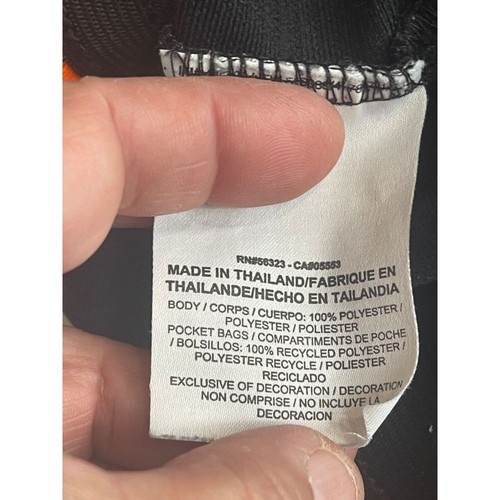 RN#56323 - CA#05553
MADE IN THAILAND/FABRIQUE EN
THAILANDE/HECHO EN TAILANDIA
BODY / CORPS / CUERPO: 100% POLYESTER /
POLYESTER / POLIESTER
POCKET BAGS / COMPARTIMENTS DE POCHE
/ BOLSILLOS: 100% RECYCLED POLYESTER /
POLYESTER RECYCLE / POLIESTER
RECICLADO
EXCLUSIVE OF DECORATION / DECORATION
NON COMPRISE / NO INCLUYE LA
DECORACION